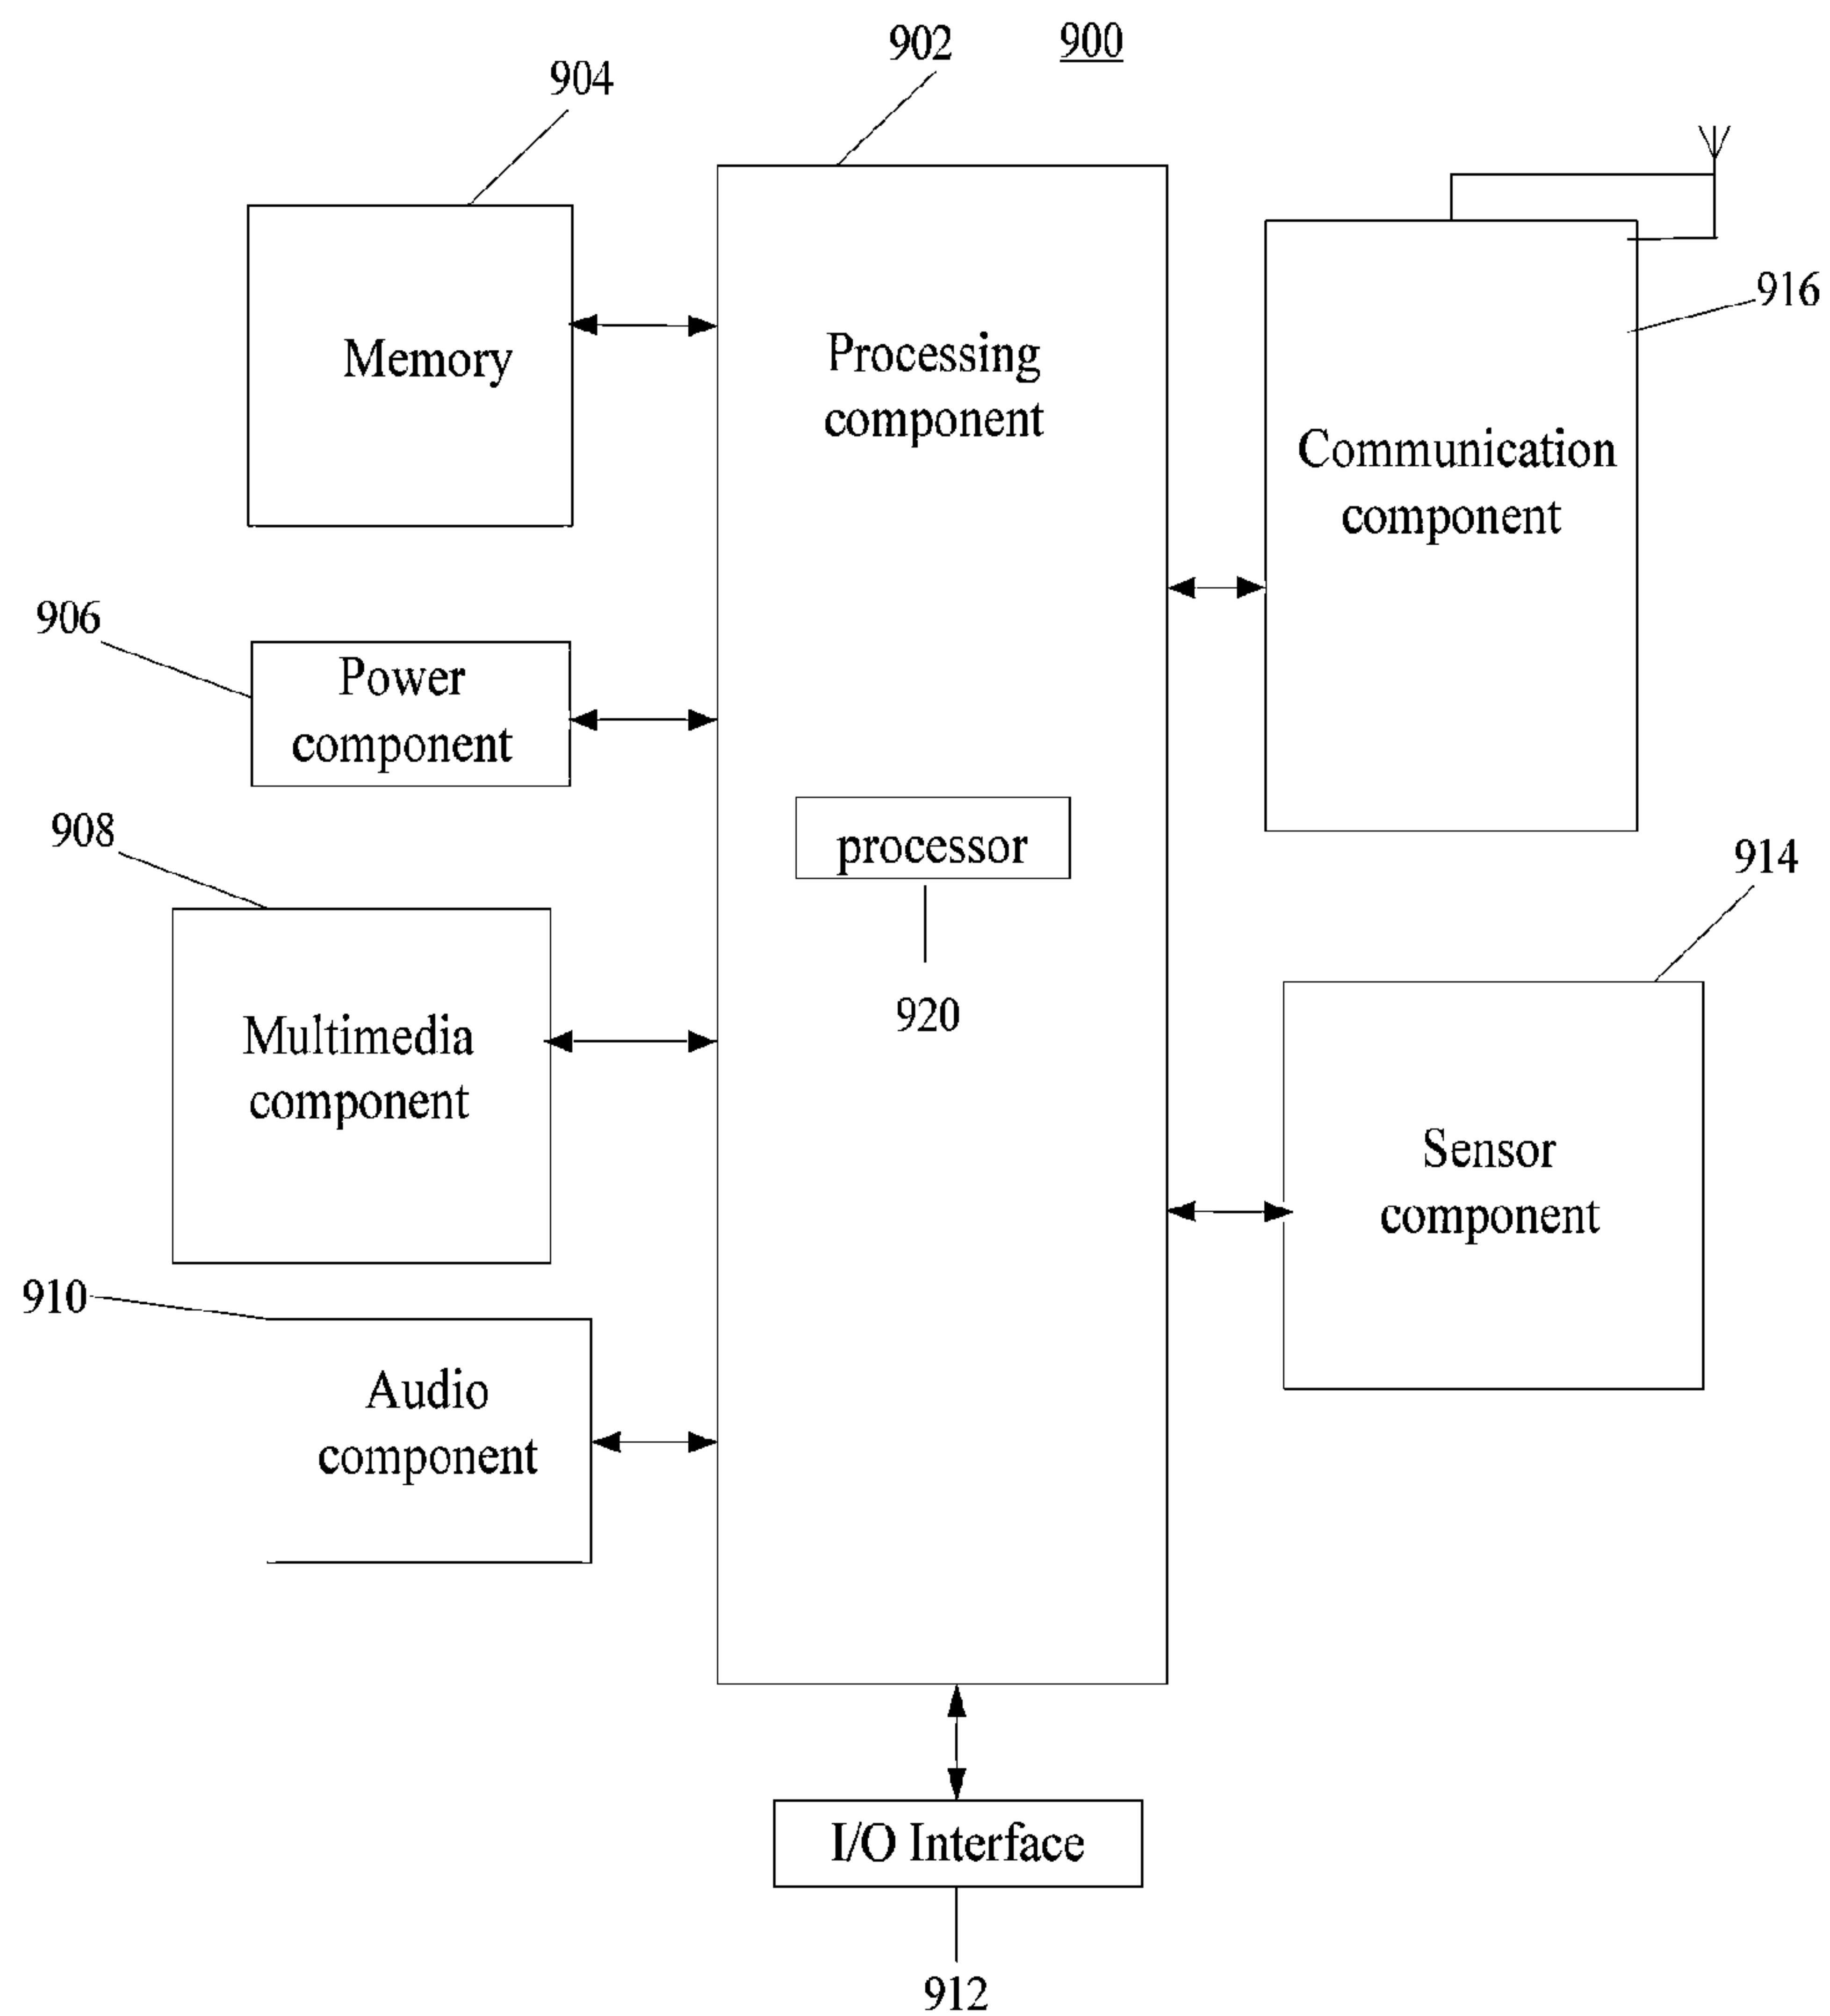 902
900
904
916
Memory
Processing
component
Communication
component
906
Power
component
908
processor
914
920
Multimedia
component
Sensor
component
910
Audio
component
I/O Interface
912